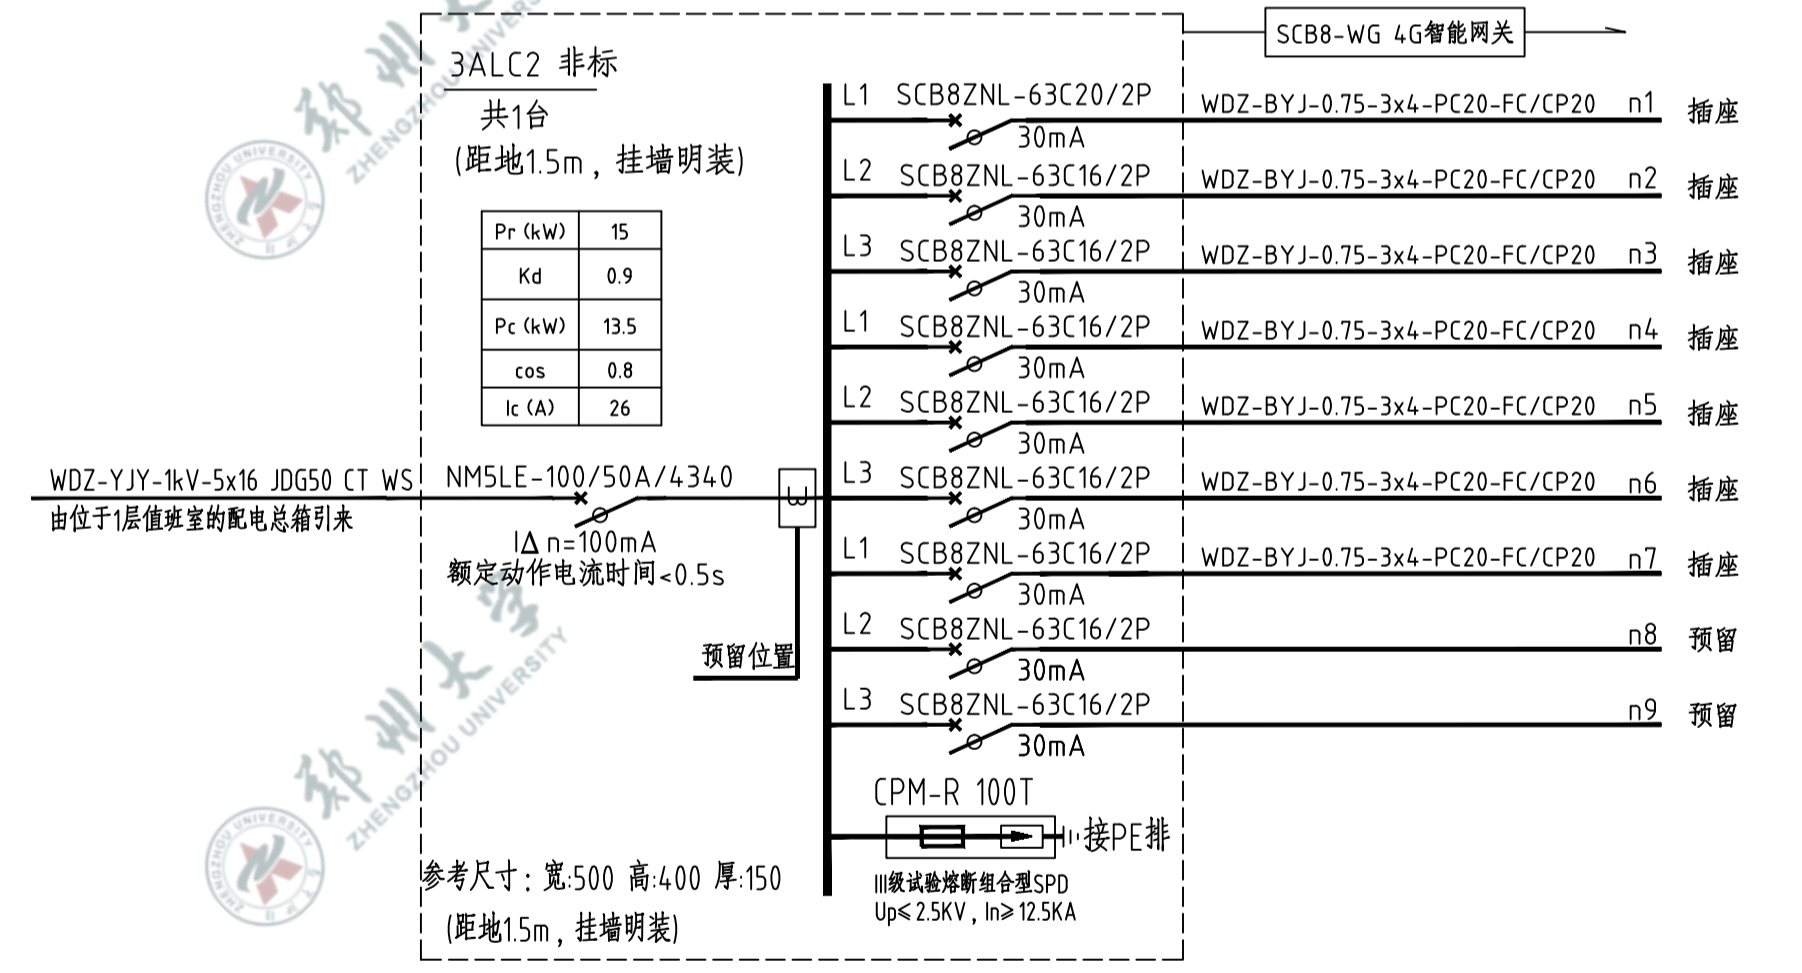 SCB8-WG 4G智能网关
3ALC2 非标
共1台
(距地1.5m，挂墙明装)
Pr(kW) 15
Kd 0.9
Pc(kW) 13.5
cos 0.8
Ic(A) 26
WDZ-YJY-1kV-5x16 JDG50 CT WS
由位于1层值班室的配电总箱引来
NM5LE-100/50A/4340
I∆n=100mA
额定动作电流时间<0.5s
预留位置
L1 SCB8ZNL-63C20/2P WDZ-BYJ-0.75-3x4-PC20-FC/CP20 n1 插座
30mA
L2 SCB8ZNL-63C16/2P WDZ-BYJ-0.75-3x4-PC20-FC/CP20 n2 插座
30mA
L3 SCB8ZNL-63C16/2P WDZ-BYJ-0.75-3x4-PC20-FC/CP20 n3 插座
30mA
L1 SCB8ZNL-63C16/2P WDZ-BYJ-0.75-3x4-PC20-FC/CP20 n4 插座
30mA
L2 SCB8ZNL-63C16/2P WDZ-BYJ-0.75-3x4-PC20-FC/CP20 n5 插座
30mA
L3 SCB8ZNL-63C16/2P WDZ-BYJ-0.75-3x4-PC20-FC/CP20 n6 插座
30mA
L1 SCB8ZNL-63C16/2P WDZ-BYJ-0.75-3x4-PC20-FC/CP20 n7 插座
30mA
L2 SCB8ZNL-63C16/2P n8 预留
30mA
L3 SCB8ZNL-63C16/2P n9 预留
30mA
CPM-R 100T
接PE排
III级试验熔断组合型SPD
Up≤2.5KV，In≥12.5KA
参考尺寸：宽:500 高:400 厚:150
(距地1.5m，挂墙明装)
郑州大学
ZHENGZHOU UNIVERSITY
郑州大学
ZHENGZHOU UNIVERSITY